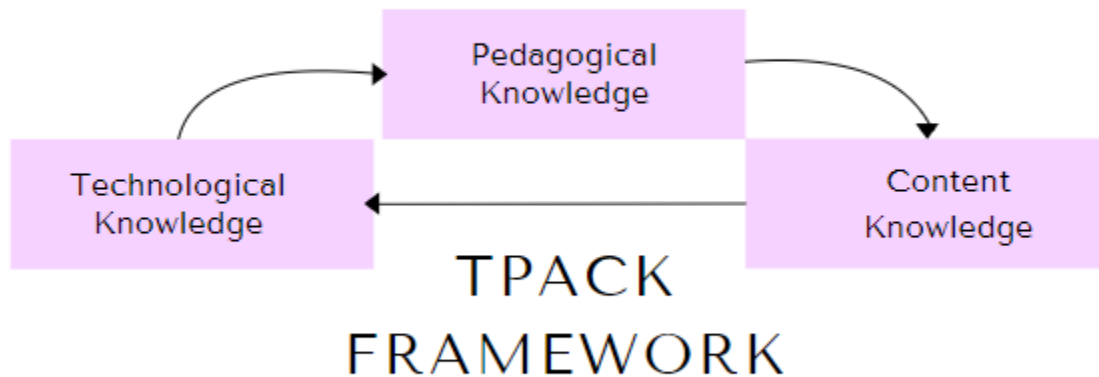 Pedagogical
Knowledge
Technological
Knowledge
Content
Knowledge
TPACK
FRAMEWORK